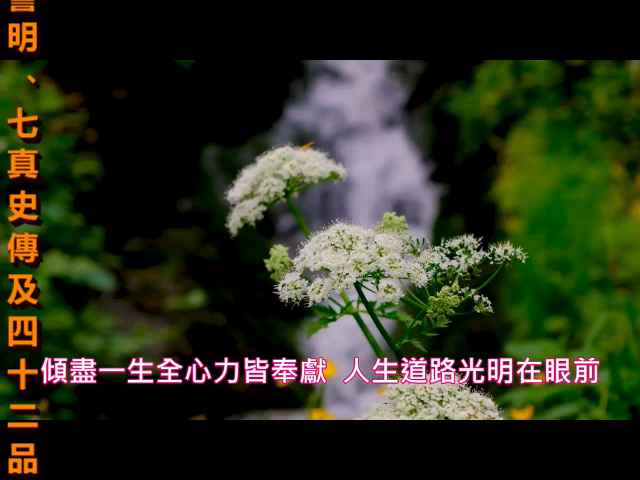 明、七真史傳及四十二品
傾盡一生全心力皆奉獻 人生道路光明在眼前